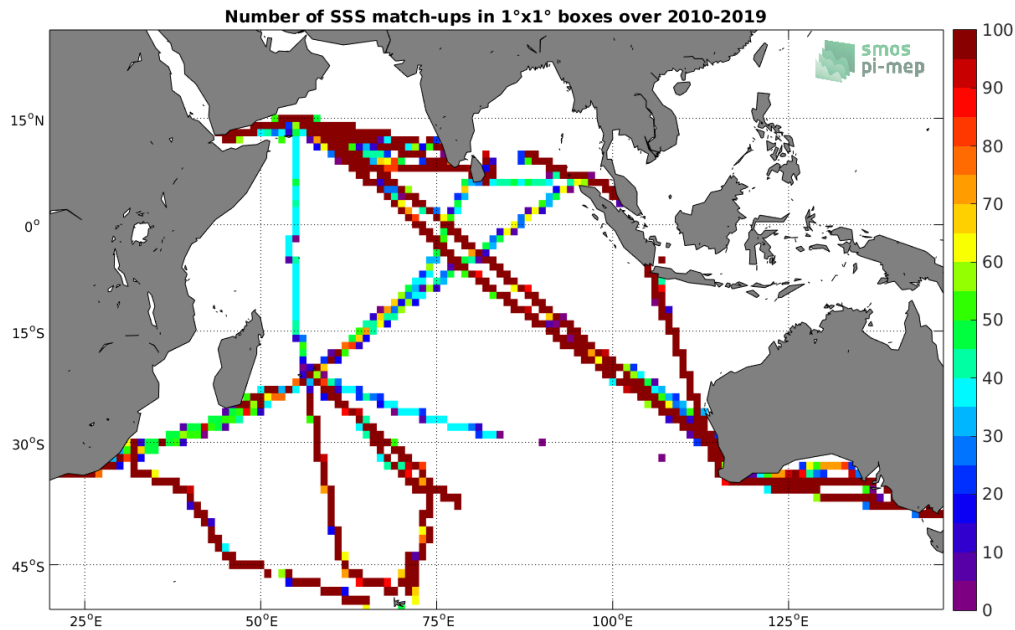 Number of SSS match-ups in 1°x1° boxes over 2010-2019
smos
pi-mep
100
90
80
70
60
50
40
30
20
10
0
15°N
0°
15°S
30°S
45°S
25°E
50°E
75°E
100°E
125°E